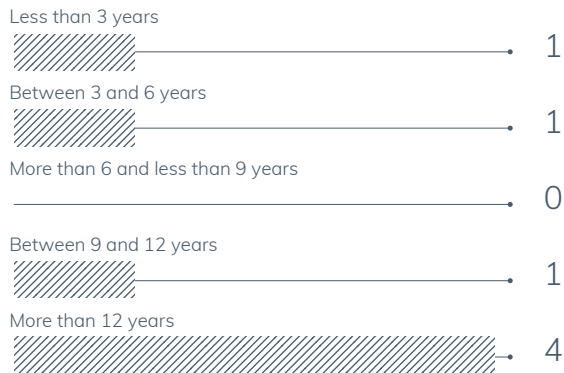 Less than 3 years
1
Between 3 and 6 years
1
More than 6 and less than 9 years
0
Between 9 and 12 years
1
More than 12 years
4